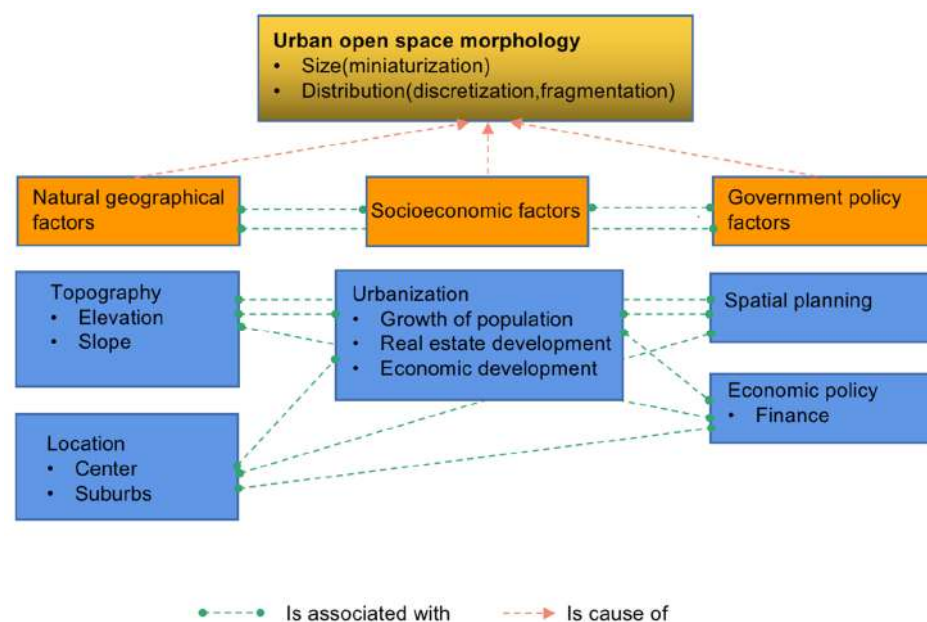 Urban open space morphology
• Size(miniaturization)
• Distribution(discretization,fragmentation)
Natural geographical
factors
Socioeconomic factors
Government policy
factors
Topography
• Elevation
• Slope
Urbanization
• Growth of population
• Real estate development
• Economic development
Spatial planning
Economic policy
• Finance
Location
• Center
• Suburbs
Is associated with
Is cause of